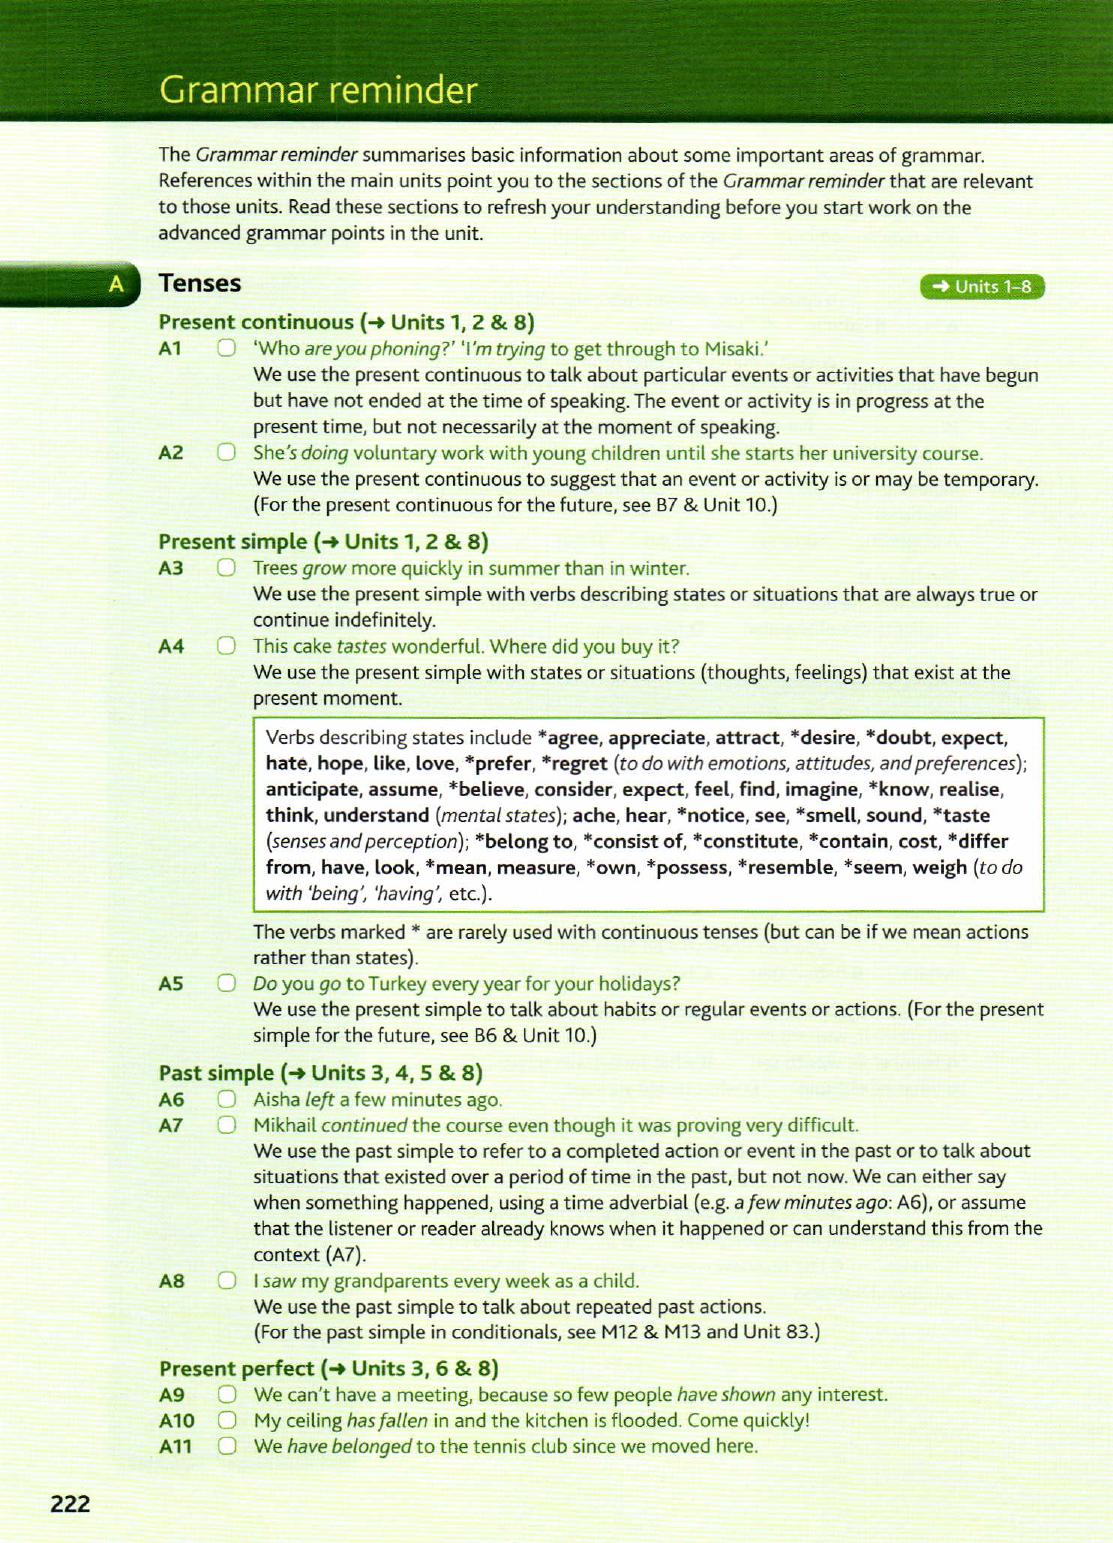 Grammar reminder
The Grammar reminder summarises basic information about some important areas of grammar.
References within the main units point you to the sections of the Grammar reminder that are relevant
to those units. Read these sections to refresh your understanding before you start work on the
advanced grammar points in the unit.
A Tenses → Units 1–8
Present continuous (→ Units 1, 2 & 8)
A1 ‘Who are you phoning?’ ‘I’m trying to get through to Misaki.’
We use the present continuous to talk about particular events or activities that have begun
but have not ended at the time of speaking. The event or activity is in progress at the
present time, but not necessarily at the moment of speaking.
A2 She’s doing voluntary work with young children until she starts her university course.
We use the present continuous to suggest that an event or activity is or may be temporary.
(For the present continuous for the future, see B7 & Unit 10.)
Present simple (→ Units 1, 2 & 8)
A3 Trees grow more quickly in summer than in winter.
We use the present simple with verbs describing states or situations that are always true or
continue indefinitely.
A4 This cake tastes wonderful. Where did you buy it?
We use the present simple with states or situations (thoughts, feelings) that exist at the
present moment.
Verbs describing states include *agree, appreciate, attract, *desire, *doubt, expect,
hate, hope, like, love, *prefer, *regret (to do with emotions, attitudes, and preferences);
anticipate, assume, *believe, consider, expect, feel, find, imagine, *know, realise,
think, understand (mental states); ache, hear, *notice, see, *smell, sound, *taste
(senses and perception); *belong to, *consist of, *constitute, *contain, cost, *differ
from, have, look, *mean, measure, *own, *possess, *resemble, *seem, weigh (to do
with ‘being’, ‘having’, etc.).
The verbs marked * are rarely used with continuous tenses (but can be if we mean actions
rather than states).
A5 Do you go to Turkey every year for your holidays?
We use the present simple to talk about habits or regular events or actions. (For the present
simple for the future, see B6 & Unit 10.)
Past simple (→ Units 3, 4, 5 & 8)
A6 Aisha left a few minutes ago.
A7 Mikhail continued the course even though it was proving very difficult.
We use the past simple to refer to a completed action or event in the past or to talk about
situations that existed over a period of time in the past, but not now. We can either say
when something happened, using a time adverbial (e.g. a few minutes ago: A6), or assume
that the listener or reader already knows when it happened or can understand this from the
context (A7).
A8 I saw my grandparents every week as a child.
We use the past simple to talk about repeated past actions.
(For the past simple in conditionals, see M12 & M13 and Unit 83.)
Present perfect (→ Units 3, 6 & 8)
A9 We can’t have a meeting, because so few people have shown any interest.
A10 My ceiling has fallen in and the kitchen is flooded. Come quickly!
A11 We have belonged to the tennis club since we moved here.
222